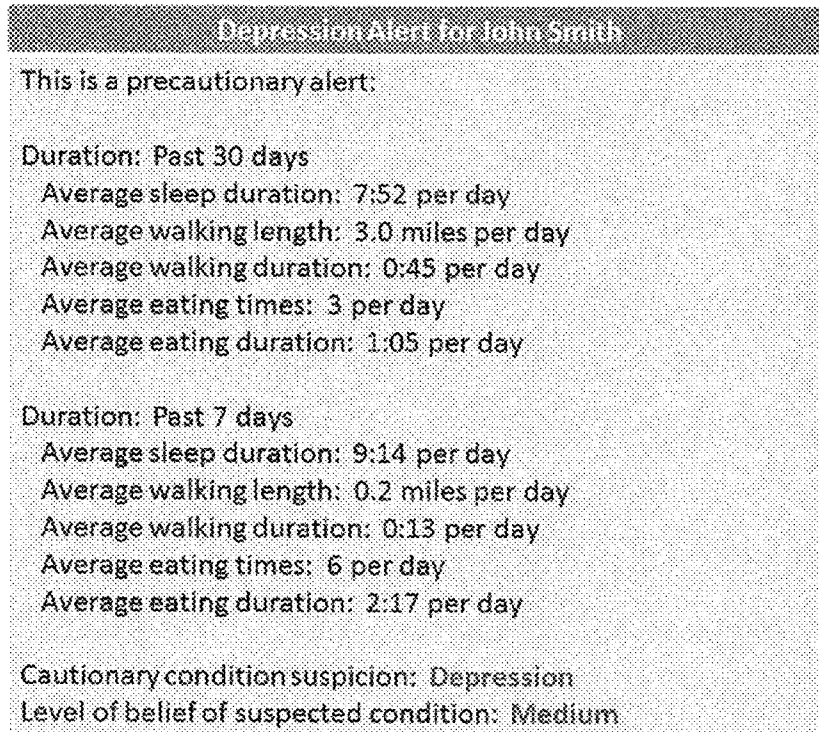 Depression Alert for John Smith
This is a precautionary alert:
Duration: Past 30 days
Average sleep duration: 7:52 per day
Average walking length: 3.0 miles per day
Average walking duration: 0:45 per day
Average eating times: 3 per day
Average eating duration: 1:05 per day
Duration: Past 7 days
Average sleep duration: 9:14 per day
Average walking length: 0.2 miles per day
Average walking duration: 0:13 per day
Average eating times: 6 per day
Average eating duration: 2:17 per day
Cautionary condition suspicion: Depression
Level of belief of suspected condition: Medium